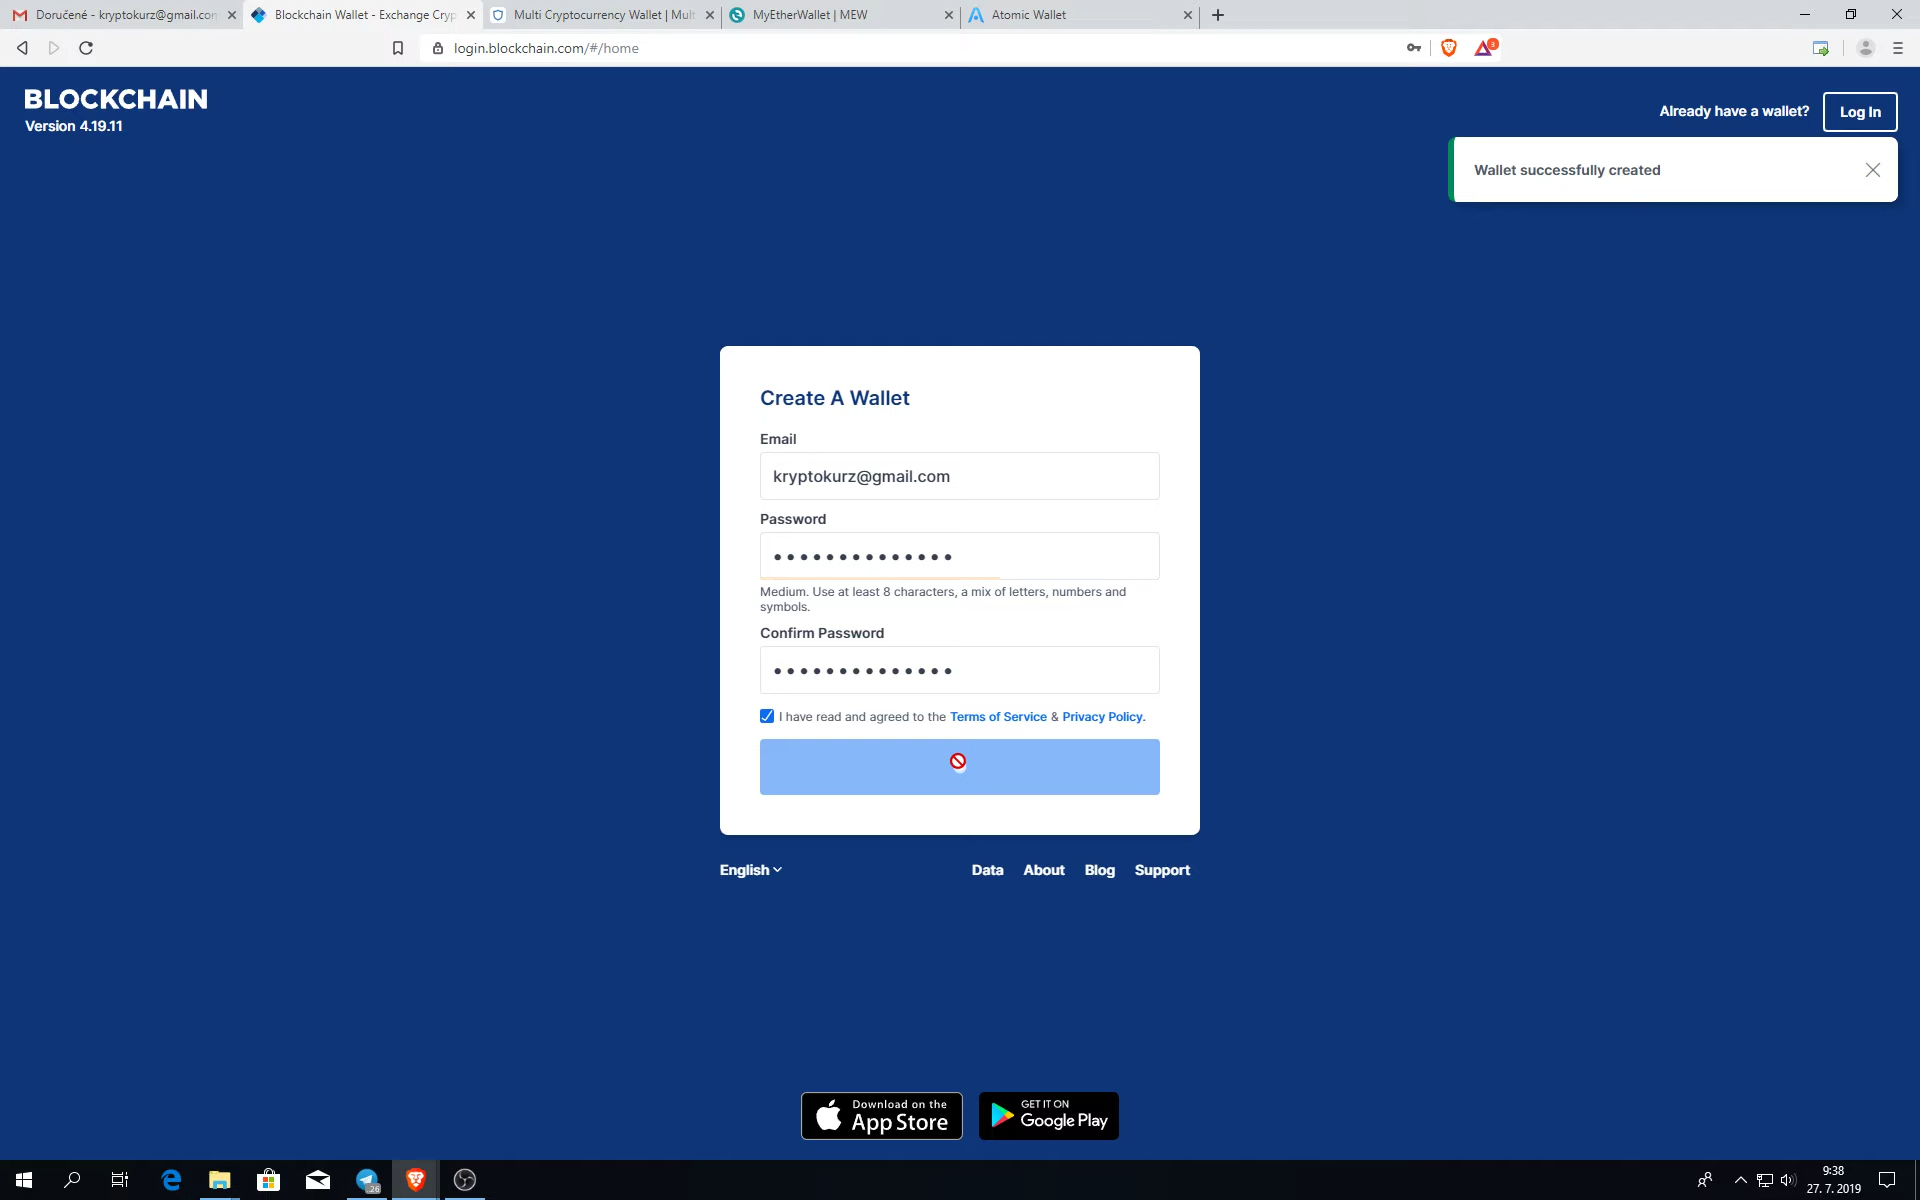 Doručené - kryptokurz@gmail.con
Blockchain Wallet - Exchange Cryp
Multi Cryptocurrency Wallet | Mult
MyEtherWallet | MEW
Atomic Wallet
login.blockchain.com/#/home
3
BLOCKCHAIN
Version 4.19.11
Already have a wallet?
Log In
Wallet successfully created
Create A Wallet
Email
kryptokurz@gmail.com
Password
Medium. Use at least 8 characters, a mix of letters, numbers and
symbols.
Confirm Password
I have read and agreed to the Terms of Service & Privacy Policy.
English
Data
About
Blog
Support
Download on the
App Store
GET IT ON
Google Play
26
9:38
27. 7. 2019